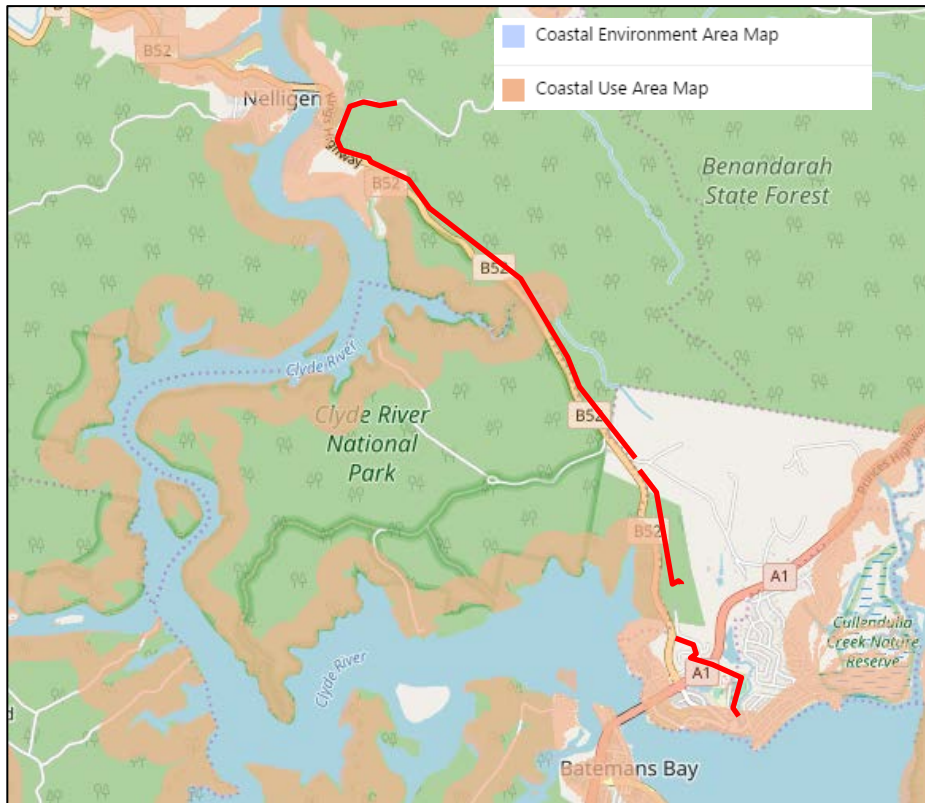 Coastal Environment Area Map
Coastal Use Area Map
B52
Nelligen
Kings Highway
B52
Benandarah
State Forest
B52
Clyde River
Clyde River
National
Park
B52
Princes Highway
B52
A1
Cullendulla
Creek Nature
Reserve
Clyde River
A1
d
Batemans Bay